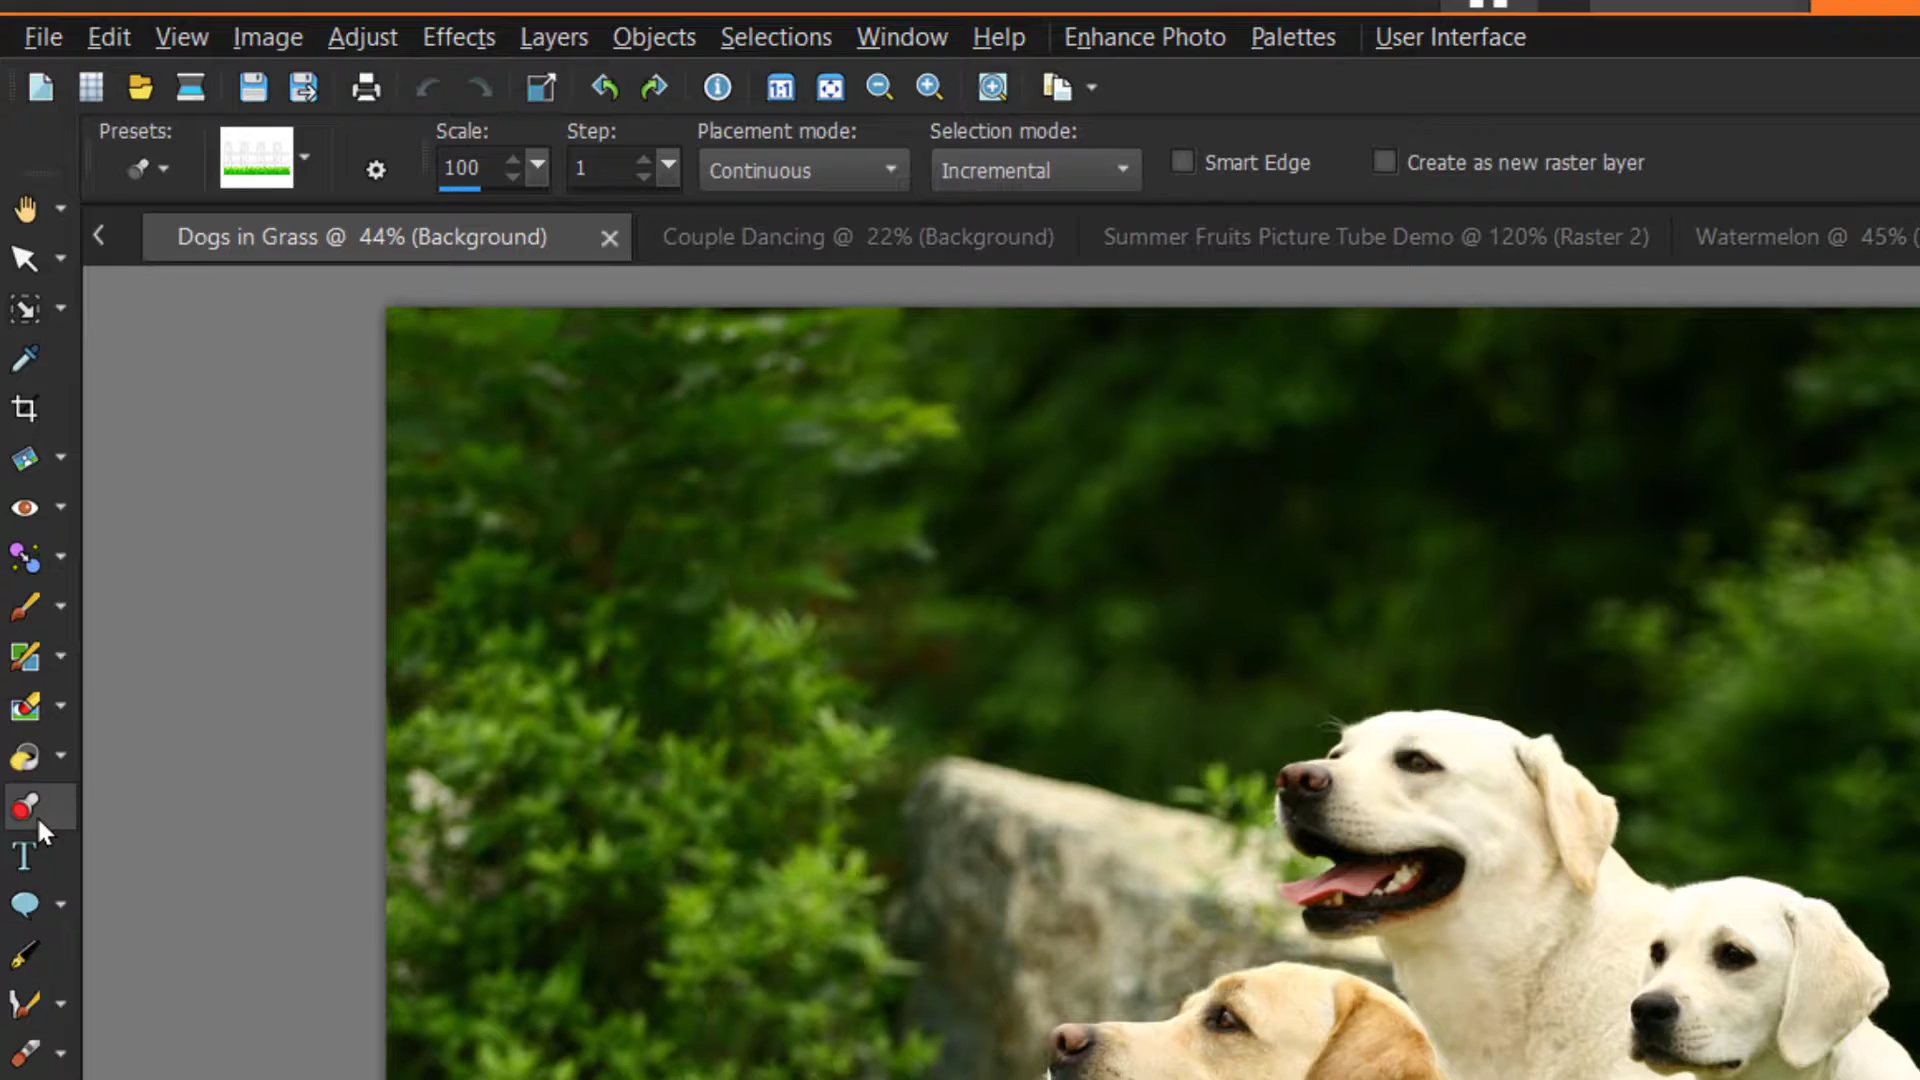 File Edit View Image Adjust Effects Layers Objects Selections Window Help Enhance Photo Palettes User Interface
1:1
Presets: Scale: Step: Placement mode: Selection mode:
100 1 Continuous Incremental Smart Edge Create as new raster layer
Dogs in Grass @ 44% (Background) Couple Dancing @ 22% (Background) Summer Fruits Picture Tube Demo @ 120% (Raster 2) Watermelon @ 45% (
T